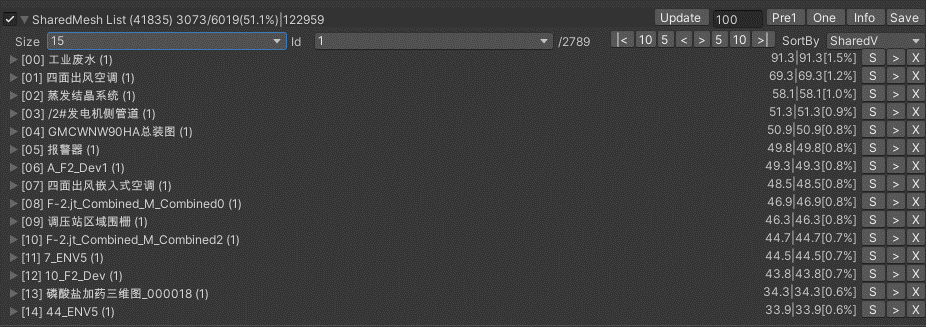 SharedMesh List (41835) 3073/6019(51.1%)|122959 Update 100 Pre1 One Info Save
Size 15 Id 1 /2789 |< 10 5 < > 5 10 >| SortBy SharedV
[00] 工业废水 (1) 91.3|91.3[1.5%] S > X
[01] 四面出风空调 (1) 69.3|69.3[1.2%] S > X
[02] 蒸发结晶系统 (1) 58.1|58.1[1.0%] S > X
[03] /2#发电机侧管道 (1) 51.3|51.3[0.9%] S > X
[04] GMCWNW90HA总装图 (1) 50.9|50.9[0.8%] S > X
[05] 报警器 (1) 49.8|49.8[0.8%] S > X
[06] A_F2_Dev1 (1) 49.3|49.3[0.8%] S > X
[07] 四面出风嵌入式空调 (1) 48.5|48.5[0.8%] S > X
[08] F-2.jt_Combined_M_Combined0 (1) 46.9|46.9[0.8%] S > X
[09] 调压站区域围栅 (1) 46.3|46.3[0.8%] S > X
[10] F-2.jt_Combined_M_Combined2 (1) 44.7|44.7[0.7%] S > X
[11] 7_ENV5 (1) 44.5|44.5[0.7%] S > X
[12] 10_F2_Dev (1) 43.8|43.8[0.7%] S > X
[13] 磷酸盐加药三维图_000018 (1) 34.3|34.3[0.6%] S > X
[14] 44_ENV5 (1) 33.9|33.9[0.6%] S > X